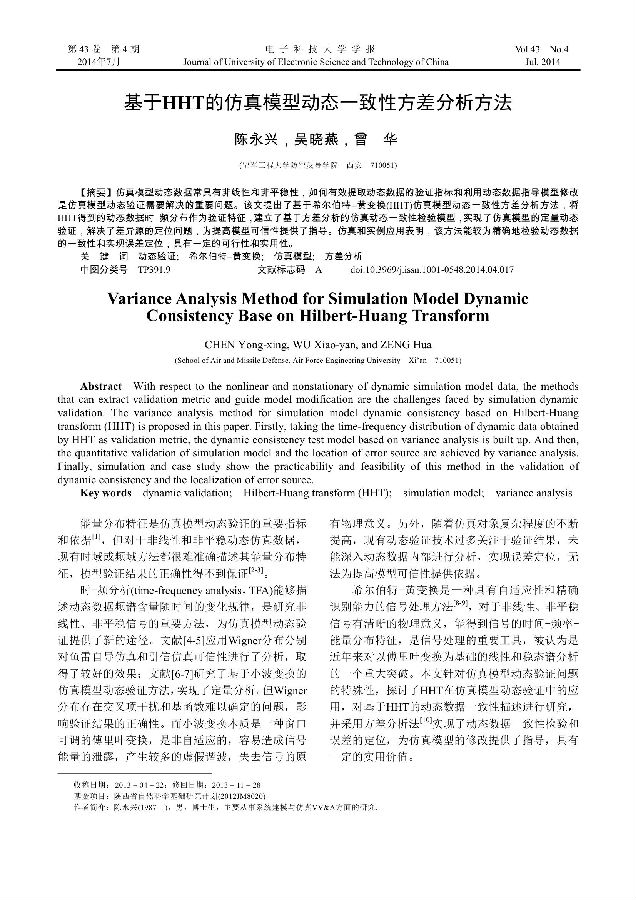 第 43 卷 第 4 期 电 子 科 技 大 学 学 报 Vol.43 No.4
2014年7月 Journal of University of Electronic Science and Technology of China Jul. 2014
基于HHT的仿真模型动态一致性方差分析方法
陈永兴，吴晓燕，曾 华
(空军工程大学防空反导学院 西安 710051)
【摘要】仿真模型动态数据常具有非线性和非平稳性，如何有效提取动态数据的验证指标和利用动态数据指导模型修改
是仿真模型动态验证需要解决的重要问题。该文提出了基于希尔伯特-黄变换(HHT)仿真模型动态一致性方差分析方法，将
HHT得到的动态数据时-频分布作为验证特征，建立了基于方差分析的仿真动态一致性检验模型，实现了仿真模型的定量动态
验证，解决了差异源的定位问题，为提高模型可信性提供了指导。仿真和实例应用表明，该方法能较为精确地检验动态数据
的一致性和实现误差定位，具有一定的可行性和实用性。
关 键 词 动态验证； 希尔伯特-黄变换； 仿真模型； 方差分析
中图分类号 TP391.9 文献标志码 A doi:10.3969/j.issn.1001-0548.2014.04.017
Variance Analysis Method for Simulation Model Dynamic
Consistency Base on Hilbert-Huang Transform
CHEN Yong-xing, WU Xiao-yan, and ZENG Hua
(School of Air and Missile Defense, Air Force Engineering University Xi'an 710051)
Abstract With respect to the nonlinear and nonstationary of dynamic simulation model data, the methods
that can extract validation metric and guide model modification are the challenges faced by simulation dynamic
validation. The variance analysis method for simulation model dynamic consistency based on Hilbert-Huang
transform (HHT) is proposed in this paper. Firstly, taking the time-frequency distribution of dynamic data obtained
by HHT as validation metric, the dynamic consistency test model based on variance analysis is built up. And then,
the quantitative validation of simulation model and the location of error source are achieved by variance analysis.
Finally, simulation and case study show the practicability and feasibility of this method in the validation of
dynamic consistency and the localization of error source.
Key words dynamic validation; Hilbert-Huang transform (HHT); simulation model; variance analysis
能量分布特征是仿真模型动态验证的重要指标
和依据[1]，但对于非线性和非平稳动态仿真数据，
现有时域或频域方法都很难准确描述其能量分布特
征，模型验证结果的正确性得不到保证[2-3]。
时-频分析(time-frequency analysis, TFA)能够描
述动态数据频谱含量随时间的变化规律，是研究非
线性、非平稳信号的重要方法，为仿真模型动态验
证提供了新的途径。文献[4-5]应用Wigner分布分别
对鱼雷自导仿真和引信仿真可信性进行了分析，取
得了较好的效果；文献[6-7]研究了基于小波变换的
仿真模型动态验证方法，实现了定量分析。但Wigner
分布存在交叉项干扰和基函数难以确定的问题，影
响验证结果的正确性。而小波变换本质是一种窗口
可调的傅里叶变换，是非自适应的，容易造成信号
能量的泄露，产生较多的虚假谐波，失去信号的原
有物理意义。另外，随着仿真对象复杂程度的不断
提高，现有动态验证技术过多关注于验证结果，未
能深入动态数据内部进行分析，实现误差定位，无
法为提高模型可信性提供依据。
希尔伯特-黄变换是一种具有自适应性和精确
识别能力的信号处理方法[8-9]，对于非线性、非平稳
信号有清晰的物理意义，能得到信号的时间-频率-
能量分布特征，是信号处理的重要工具，被认为是
近年来对以傅里叶变换为基础的线性和稳态谱分析
的一个重大突破。本文针对仿真模型动态验证问题
的特殊性，探讨了HHT在仿真模型动态验证中的应
用，对基于HHT的动态数据一致性描述进行研究，
并采用方差分析法[10]实现了动态数据一致性检验和
误差的定位，为仿真模型的修改提供了指导，具有
一定的实用价值。
收稿日期：2013-04-22；修回日期：2013-11-28
基金项目：陕西省自然科学基础研究计划(2012JM8020)
作者简介：陈永兴(1987-)，男，博士生，主要从事系统建模与仿真VV&A方面的研究.